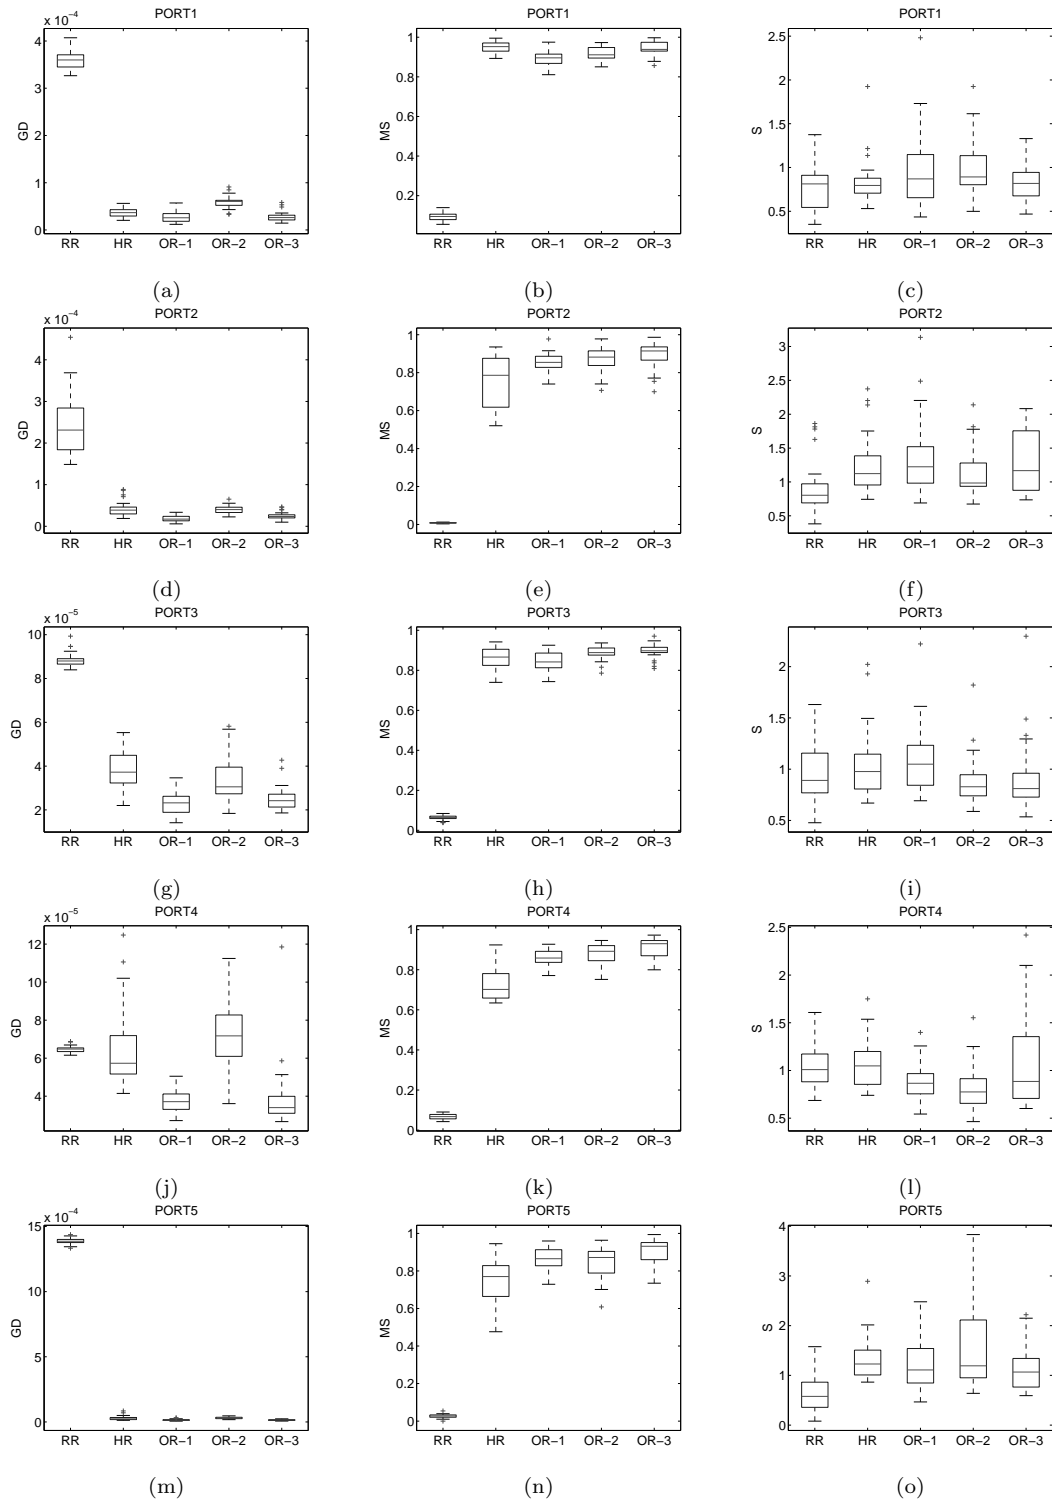 PORT1 PORT1 PORT1
x 10⁻⁴
4 3 2 1 0
GD
RR HR OR−1 OR−2 OR−3
1 0.8 0.6 0.4 0.2
MS
RR HR OR−1 OR−2 OR−3
2.5 2 1.5 1 0.5
S
RR HR OR−1 OR−2 OR−3
(a) (b) (c)
PORT2 PORT2 PORT2
x 10⁻⁴
4 2 0
GD
RR HR OR−1 OR−2 OR−3
1 0.8 0.6 0.4 0.2 0
MS
RR HR OR−1 OR−2 OR−3
3 2.5 2 1.5 1 0.5
S
RR HR OR−1 OR−2 OR−3
(d) (e) (f)
PORT3 PORT3 PORT3
x 10⁻⁵
10 8 6 4 2
GD
RR HR OR−1 OR−2 OR−3
1 0.8 0.6 0.4 0.2 0
MS
RR HR OR−1 OR−2 OR−3
2 1.5 1 0.5
S
RR HR OR−1 OR−2 OR−3
(g) (h) (i)
PORT4 PORT4 PORT4
x 10⁻⁵
12 10 8 6 4
GD
RR HR OR−1 OR−2 OR−3
1 0.8 0.6 0.4 0.2 0
MS
RR HR OR−1 OR−2 OR−3
2.5 2 1.5 1 0.5
S
RR HR OR−1 OR−2 OR−3
(j) (k) (l)
PORT5 PORT5 PORT5
x 10⁻⁴
15 10 5 0
GD
RR HR OR−1 OR−2 OR−3
1 0.8 0.6 0.4 0.2 0
MS
RR HR OR−1 OR−2 OR−3
4 3 2 1 0
S
RR HR OR−1 OR−2 OR−3
(m) (n) (o)